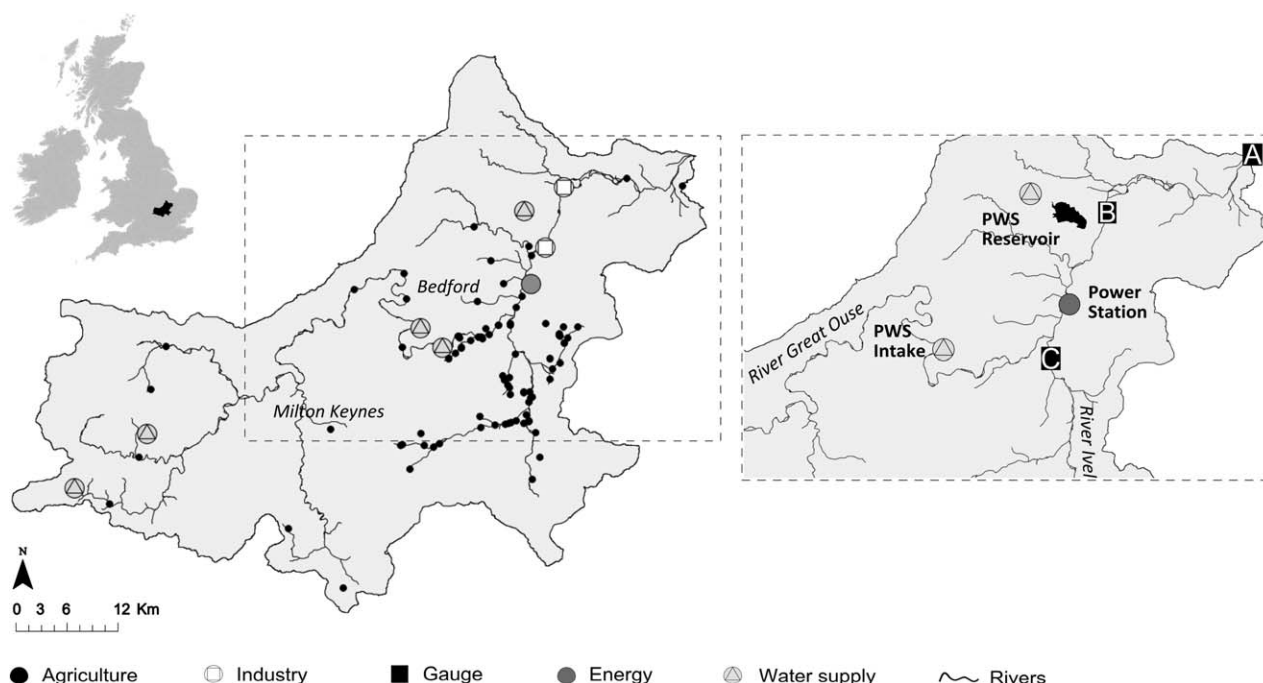 Bedford
Milton Keynes
N
0 3 6 12 Km
A
B
C
PWS
Reservoir
Power
Station
PWS
Intake
River Great Ouse
River Ivel
Agriculture
Industry
Gauge
Energy
Water supply
Rivers